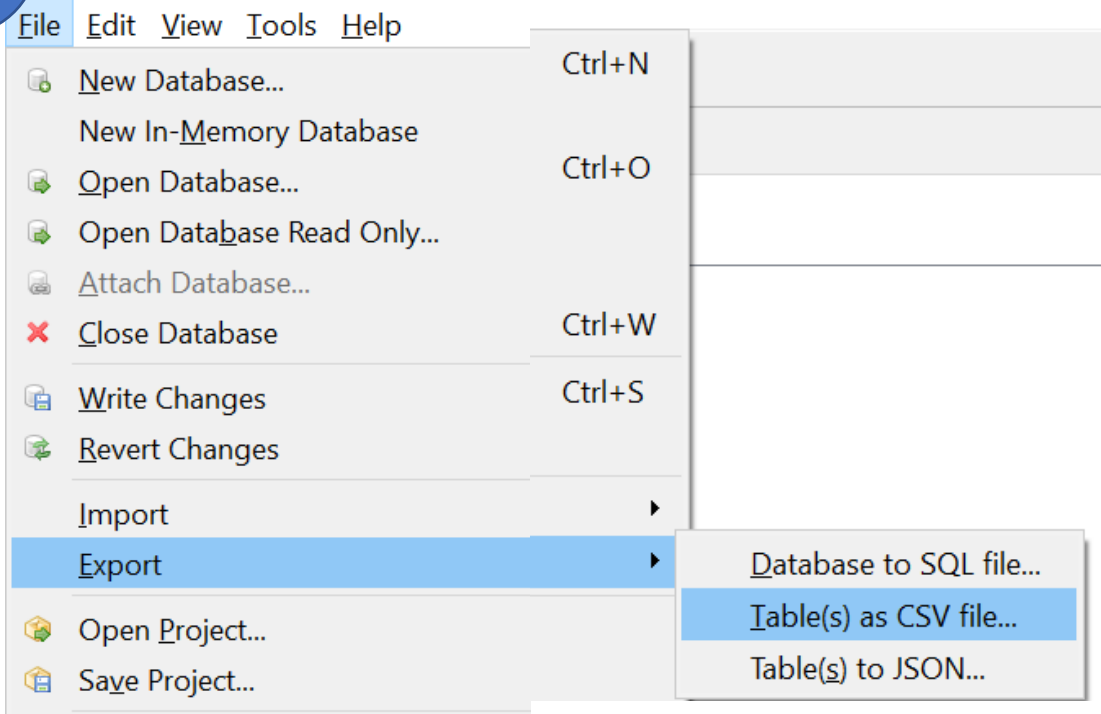 File Edit View Tools Help
New Database... Ctrl+N
New In-Memory Database
Open Database... Ctrl+O
Open Database Read Only...
Attach Database...
Close Database Ctrl+W
Write Changes Ctrl+S
Revert Changes
Import
Export
Database to SQL file...
Table(s) as CSV file...
Table(s) to JSON...
Open Project...
Save Project...